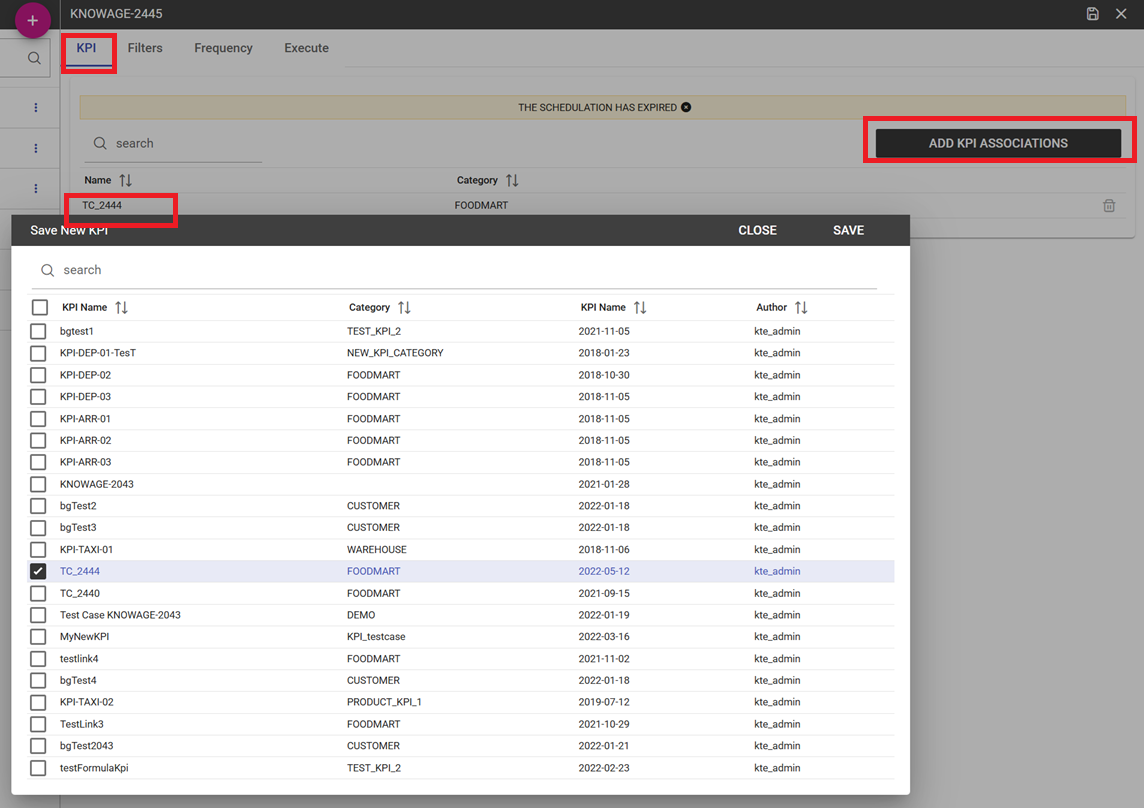 + KNOWAGE-2445
KPI Filters Frequency Execute
THE SCHEDULATION HAS EXPIRED
search ADD KPI ASSOCIATIONS
Name Category
TC_2444 FOODMART
Save New KPI CLOSE SAVE
search
KPI Name Category KPI Name Author
bgtest1 TEST_KPI_2 2021-11-05 kte_admin
KPI-DEP-01-TesT NEW_KPI_CATEGORY 2018-01-23 kte_admin
KPI-DEP-02 FOODMART 2018-10-30 kte_admin
KPI-DEP-03 FOODMART 2018-11-05 kte_admin
KPI-ARR-01 FOODMART 2018-11-05 kte_admin
KPI-ARR-02 FOODMART 2018-11-05 kte_admin
KPI-ARR-03 FOODMART 2018-11-05 kte_admin
KNOWAGE-2043 2021-01-28 kte_admin
bgTest2 CUSTOMER 2022-01-18 kte_admin
bgTest3 CUSTOMER 2022-01-18 kte_admin
KPI-TAXI-01 WAREHOUSE 2018-11-06 kte_admin
TC_2444 FOODMART 2022-05-12 kte_admin
TC_2440 FOODMART 2021-09-15 kte_admin
Test Case KNOWAGE-2043 DEMO 2022-01-19 kte_admin
MyNewKPI KPI_testcase 2022-03-16 kte_admin
testlink4 FOODMART 2021-11-02 kte_admin
bgTest4 CUSTOMER 2022-01-18 kte_admin
KPI-TAXI-02 PRODUCT_KPI_1 2019-07-12 kte_admin
TestLink3 FOODMART 2021-10-29 kte_admin
bgTest2043 CUSTOMER 2022-01-21 kte_admin
testFormulaKpi TEST_KPI_2 2022-02-23 kte_admin